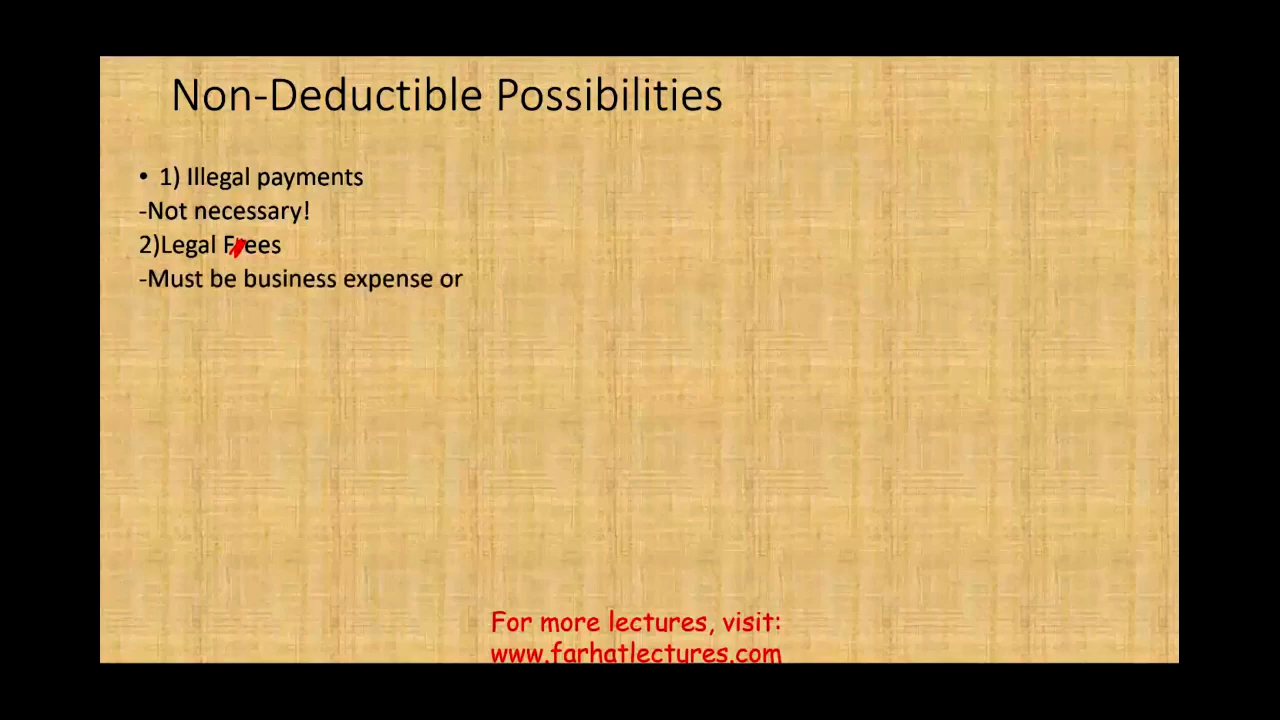 Non-Deductible Possibilities
• 1) Illegal payments
-Not necessary!
2)Legal Frees
-Must be business expense or
For more lectures, visit:
www.farhatlectures.com